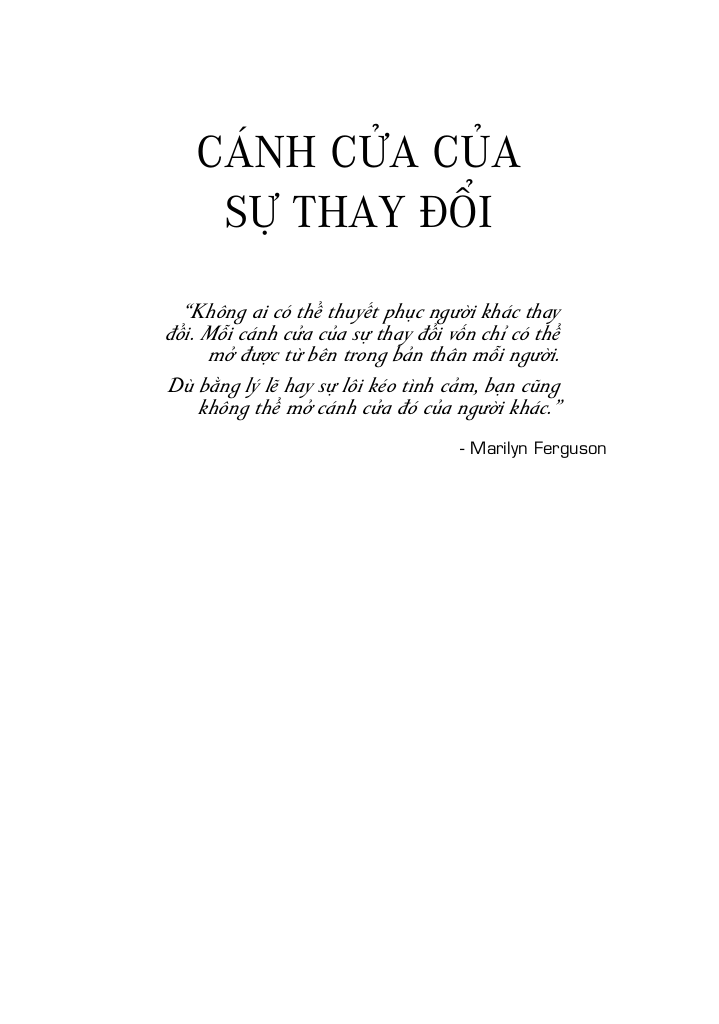 CÁNH CỬA CỦA
SỰ THAY ĐỔI
“Không ai có thể thuyết phục người khác thay
đổi. Mỗi cánh cửa của sự thay đổi vốn chỉ có thể
mở được từ bên trong bản thân mỗi người.
Dù bằng lý lẽ hay sự lôi kéo tình cảm, bạn cũng
không thể mở cánh cửa đó của người khác.”
- Marilyn Ferguson